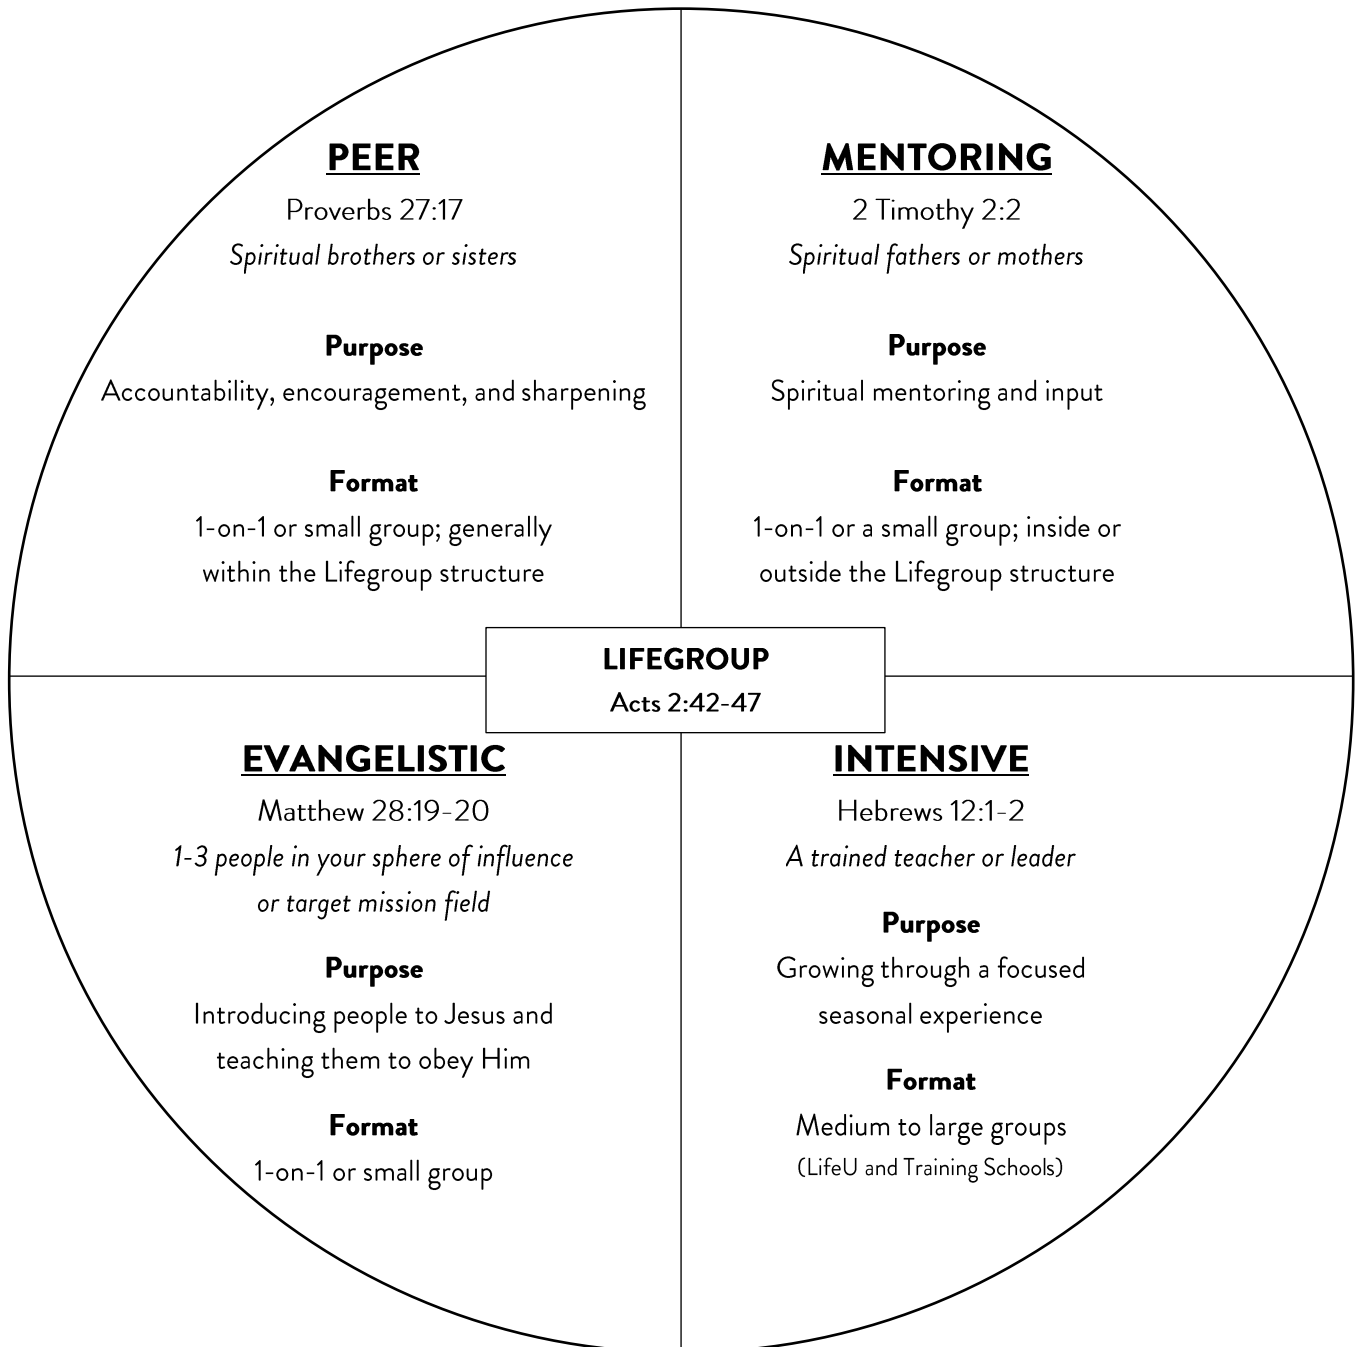 PEER
Proverbs 27:17
Spiritual brothers or sisters
Purpose
Accountability, encouragement, and sharpening
Format
1-on-1 or small group; generally
within the Lifegroup structure
MENTORING
2 Timothy 2:2
Spiritual fathers or mothers
Purpose
Spiritual mentoring and input
Format
1-on-1 or a small group; inside or
outside the Lifegroup structure
LIFEGROUP
Acts 2:42-47
EVANGELISTIC
Matthew 28:19-20
1-3 people in your sphere of influence
or target mission field
Purpose
Introducing people to Jesus and
teaching them to obey Him
Format
1-on-1 or small group
INTENSIVE
Hebrews 12:1-2
A trained teacher or leader
Purpose
Growing through a focused
seasonal experience
Format
Medium to large groups
(LifeU and Training Schools)